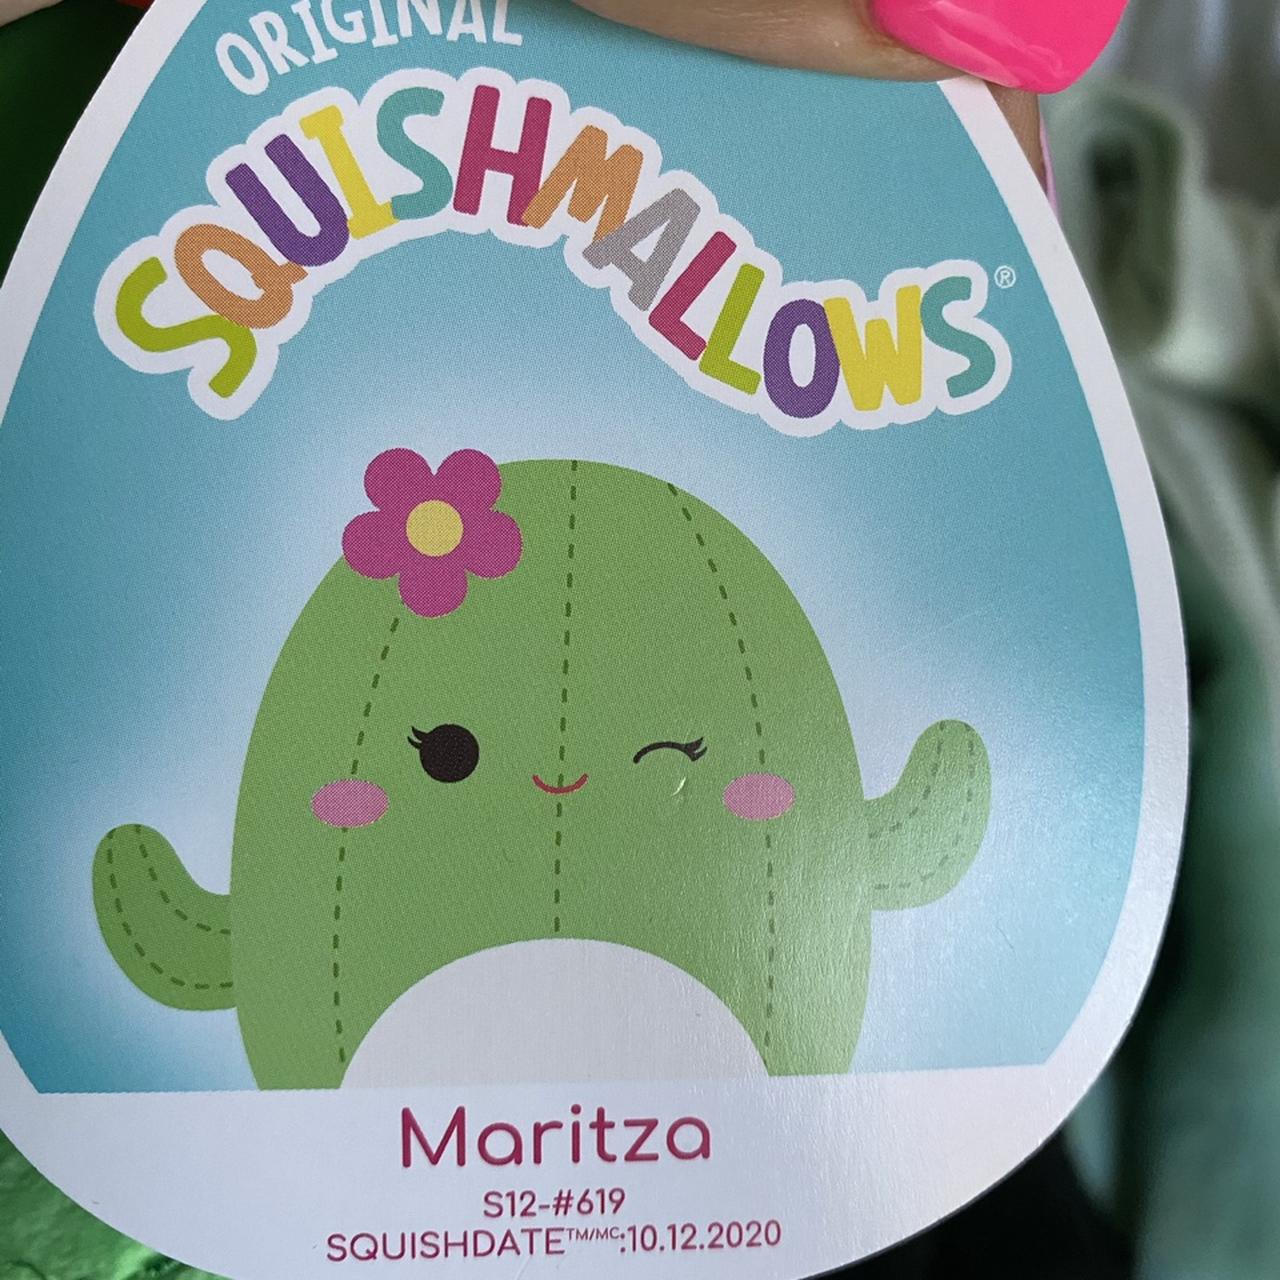 ORIGINAL
SQUISHMALLOWS®
Maritza
S12-#619
SQUISHDATE™/MC:10.12.2020